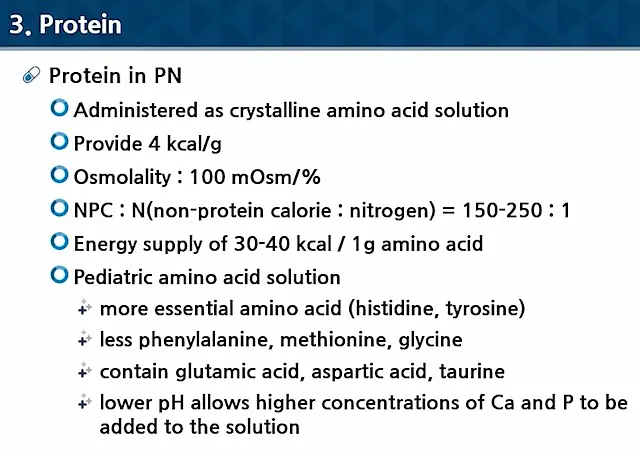 3. Protein
Protein in PN
Administered as crystalline amino acid solution
Provide 4 kcal/g
Osmolality : 100 mOsm/%
NPC : N(non-protein calorie : nitrogen) = 150-250 : 1
Energy supply of 30-40 kcal / 1g amino acid
Pediatric amino acid solution
more essential amino acid (histidine, tyrosine)
less phenylalanine, methionine, glycine
contain glutamic acid, aspartic acid, taurine
lower pH allows higher concentrations of Ca and P to be
added to the solution